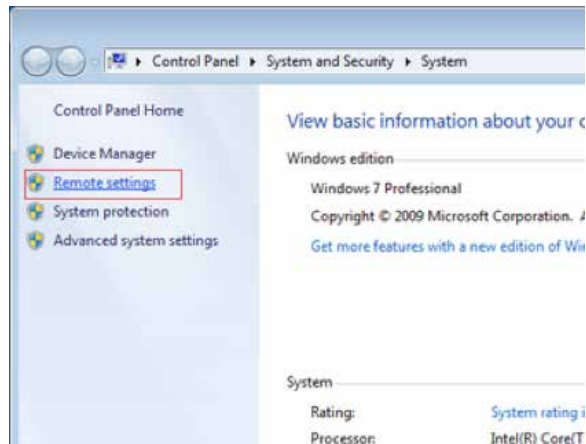 Control Panel ▸ System and Security ▸ System
Control Panel Home
Device Manager
Remote settings
System protection
Advanced system settings
View basic information about your
Windows edition
Windows 7 Professional
Copyright © 2009 Microsoft Corporation.
Get more features with a new edition of
System
Rating:
System rating
Processor:
Intel(R)